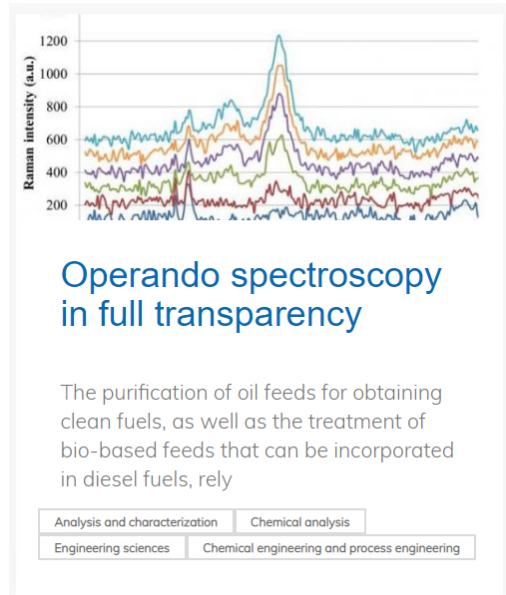 1200
1000
800
600
400
200
Raman intensity (a.u.)
Operando spectroscopy
in full transparency
The purification of oil feeds for obtaining
clean fuels, as well as the treatment of
bio-based feeds that can be incorporated
in diesel fuels, rely
Analysis and characterization
Chemical analysis
Engineering sciences
Chemical engineering and process engineering